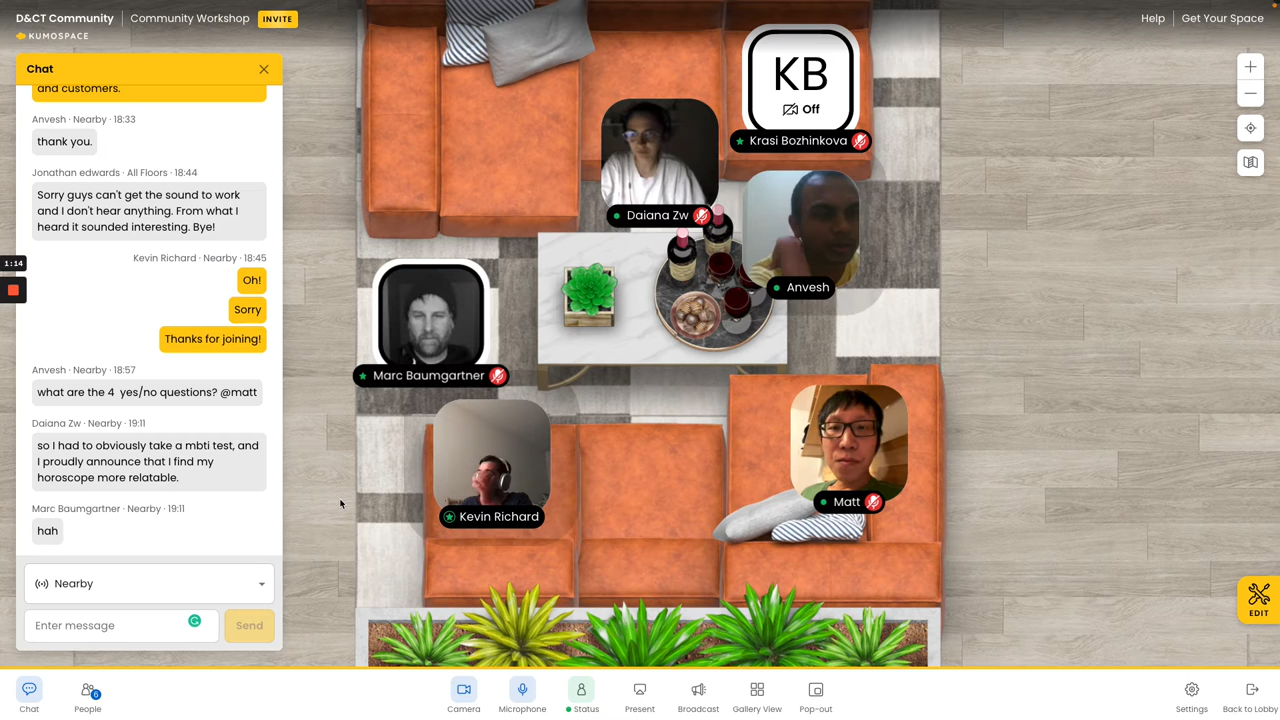 D&CT Community
Community Workshop
INVITE
KUMOSPACE
Help
Get Your Space
Chat
and customers.
Anvesh · Nearby · 18:33
thank you.
Jonathan edwards · All Floors · 18:44
Sorry guys can't get the sound to work
and I don't hear anything. From what I
heard it sounded interesting. Bye!
Kevin Richard · Nearby · 18:45
Oh!
Sorry
Thanks for joining!
Anvesh · Nearby · 18:57
what are the 4 yes/no questions? @matt
Daiana Zw · Nearby · 19:11
so I had to obviously take a mbti test, and
I proudly announce that I find my
horoscope more relatable.
Marc Baumgartner · Nearby · 19:11
hah
Nearby
Enter message
Send
1:14
KB
Off
Krasi Bozhinkova
Daiana Zw
Anvesh
Marc Baumgartner
Kevin Richard
Matt
EDIT
Chat
6
People
Camera
Microphone
Status
Present
Broadcast
Gallery View
Pop-out
Settings
Back to Lobby